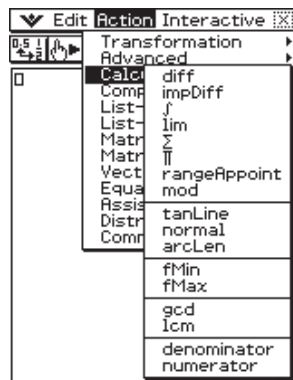 Edit Action Interactive
Transformation
Advanced
Calc
Comp
List-
List-
Matr
Matr
Vect
Equa
Assis
Distr
Comm
diff
impDiff
∫
lim
Σ
Π
rangeAppoint
mod
tanLine
normal
arcLen
fMin
fMax
gcd
lcm
denominator
numerator